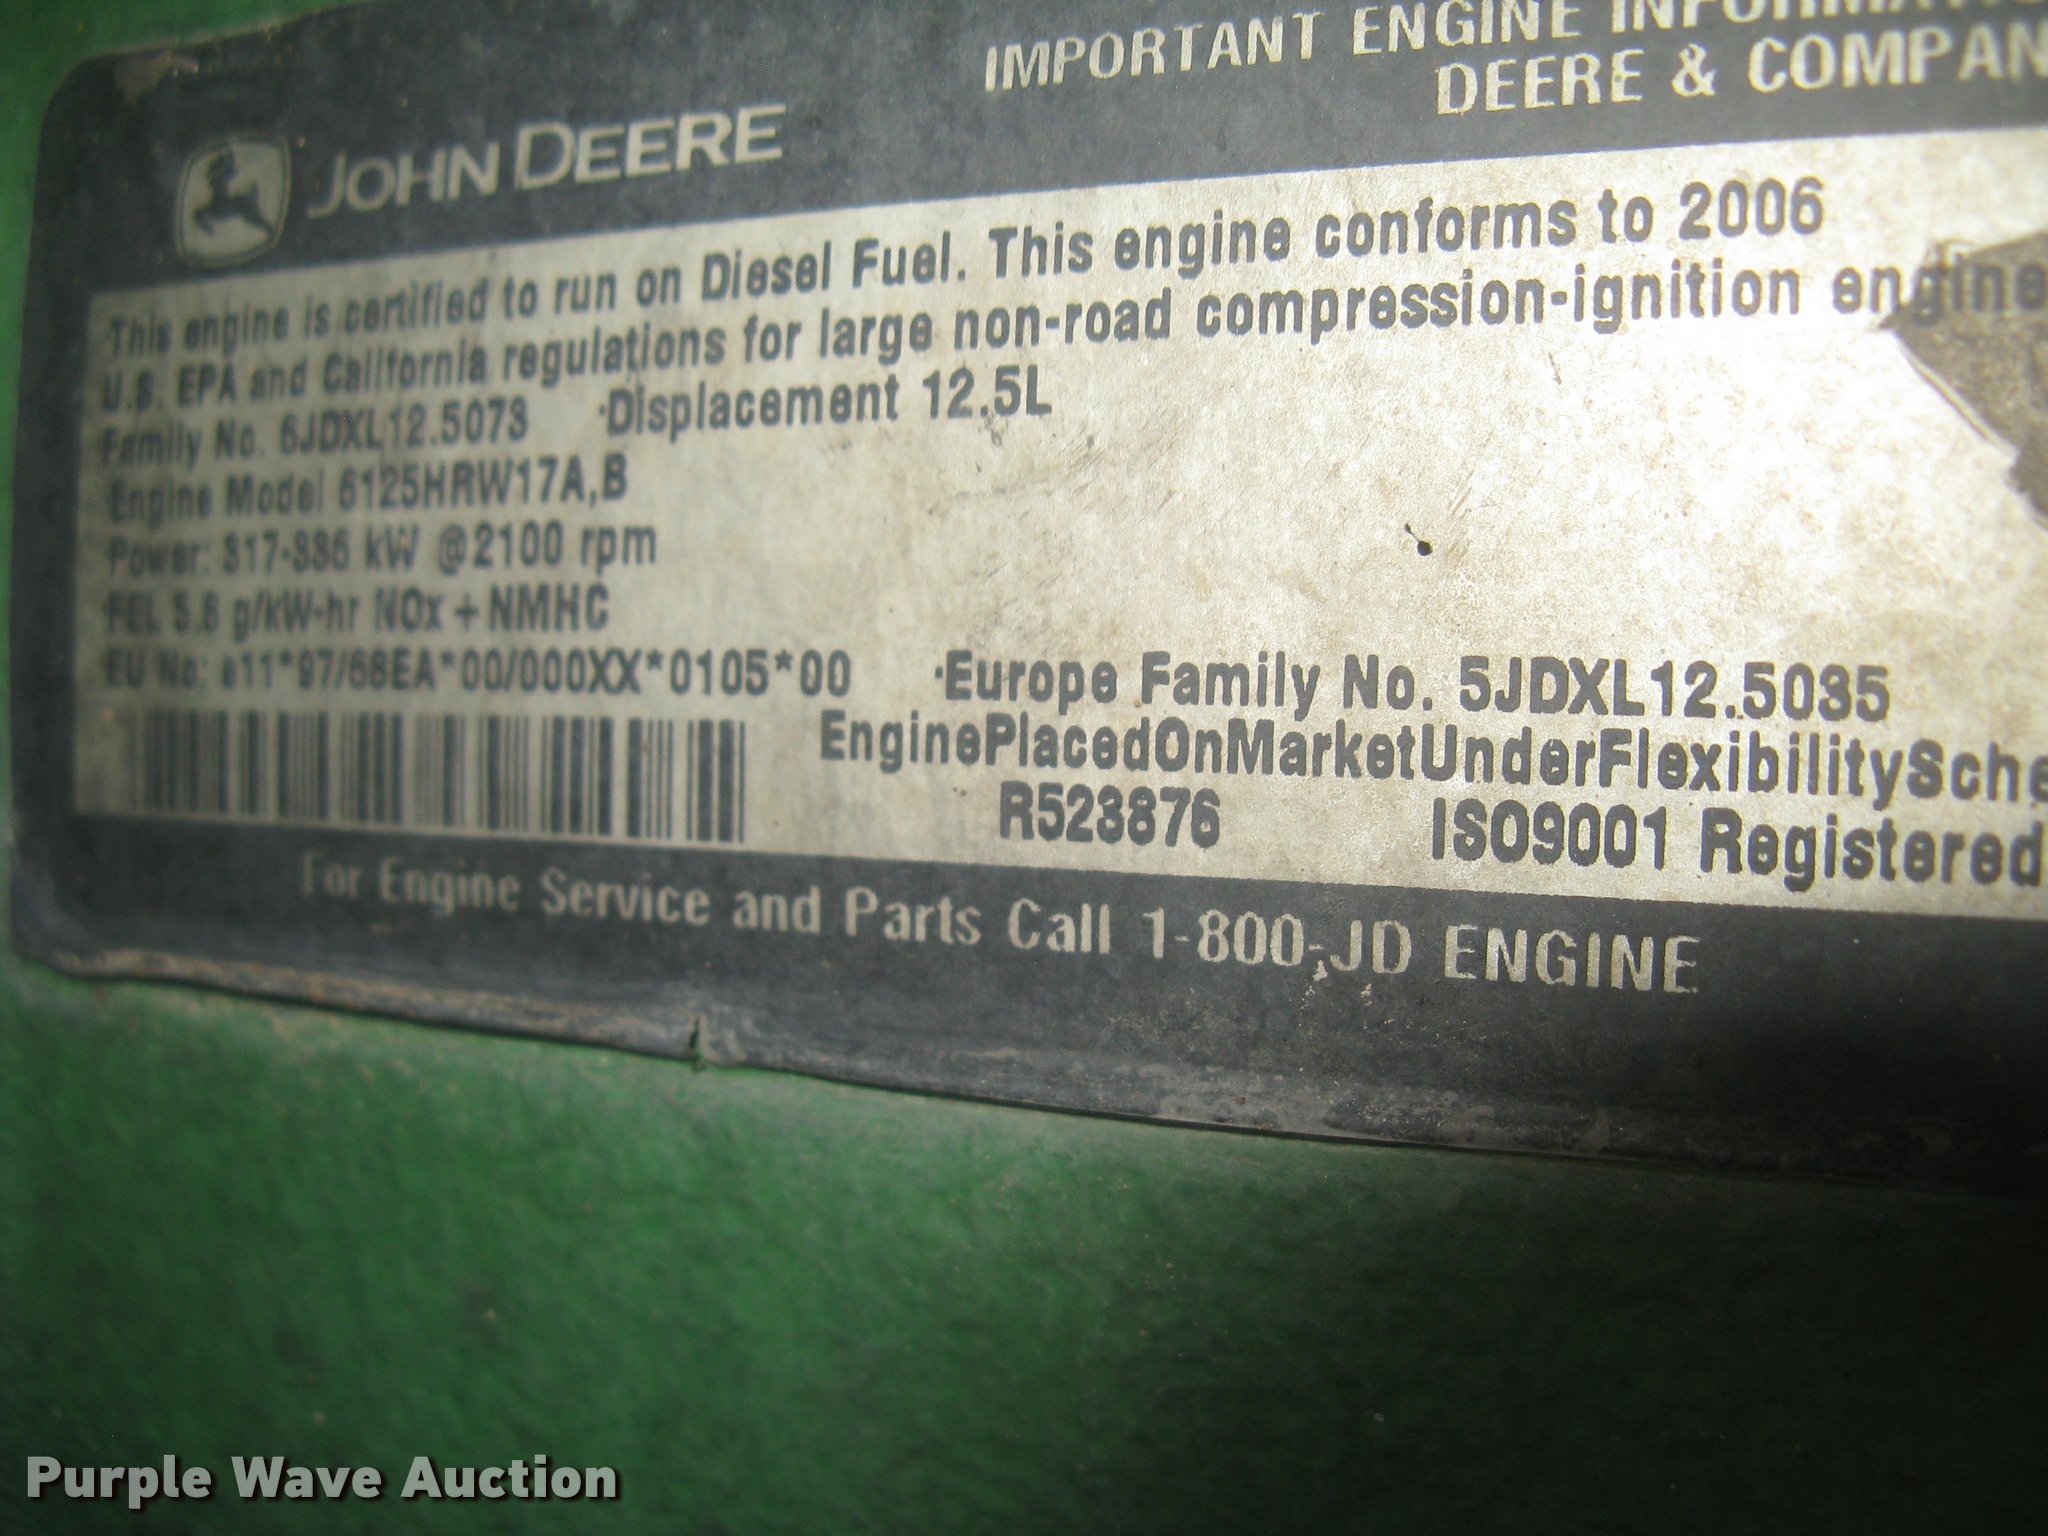 IMPORTANT ENGINE INFORMATIO
DEERE & COMPAN
JOHN DEERE
This engine is certified to run on Diesel Fuel. This engine conforms to 2006
U.S. EPA and California regulations for large non-road compression-ignition engine
Family No. 6JDXL12.5073 ·Displacement 12.5L
Engine Model 6125HRW17A,B
Power: 317-336 kW @2100 rpm
FEL 5.8 g/kW-hr NOx + NMHC
EU No: e11*97/68EA*00/000XX*0105*00 ·Europe Family No. 5JDXL12.5035
EnginePlacedOnMarketUnderFlexibilitySche
R523876 ISO9001 Registered
For Engine Service and Parts Call 1-800-JD ENGINE
Purple Wave Auction